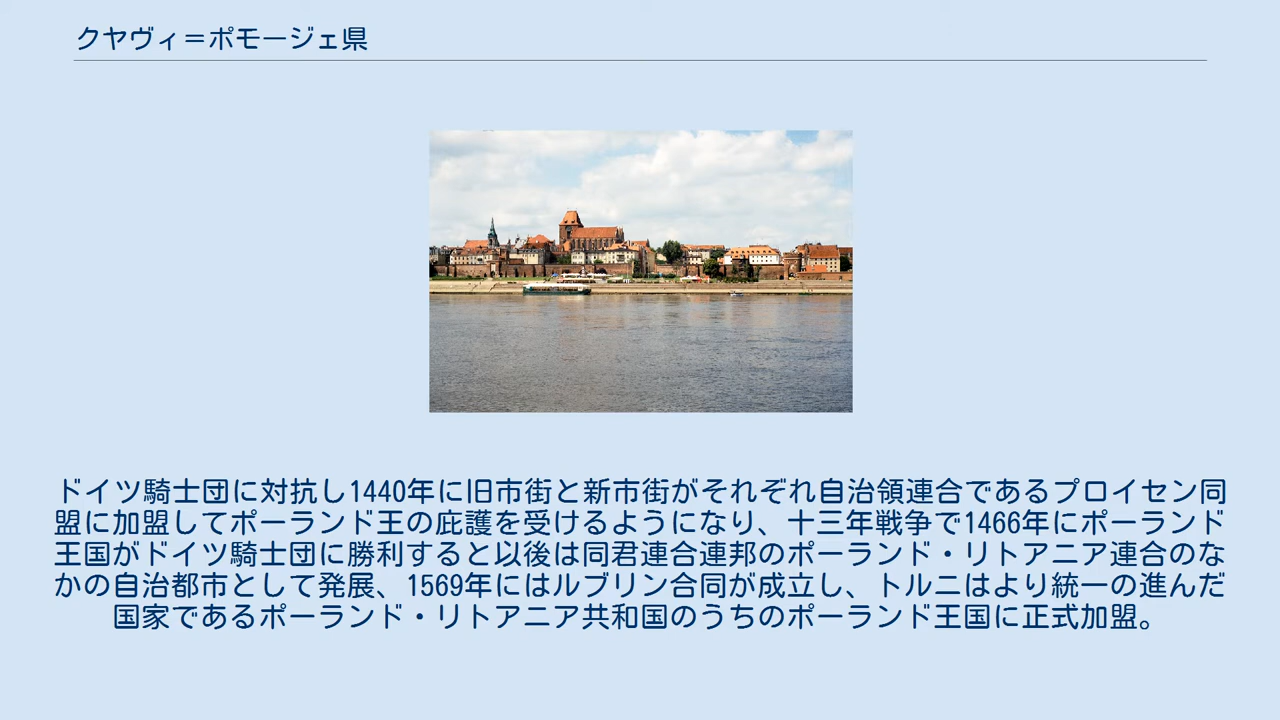 クヤヴィ＝ポモージェ県
ドイツ騎士団に対抗し1440年に旧市街と新市街がそれぞれ自治領連合であるプロイセン同
盟に加盟してポーランド王の庇護を受けるようになり、十三年戦争で1466年にポーランド
王国がドイツ騎士団に勝利すると以後は同君連合連邦のポーランド・リトアニア連合のな
かの自治都市として発展、1569年にはルブリン合同が成立し、トルニはより統一の進んだ
国家であるポーランド・リトアニア共和国のうちのポーランド王国に正式加盟。